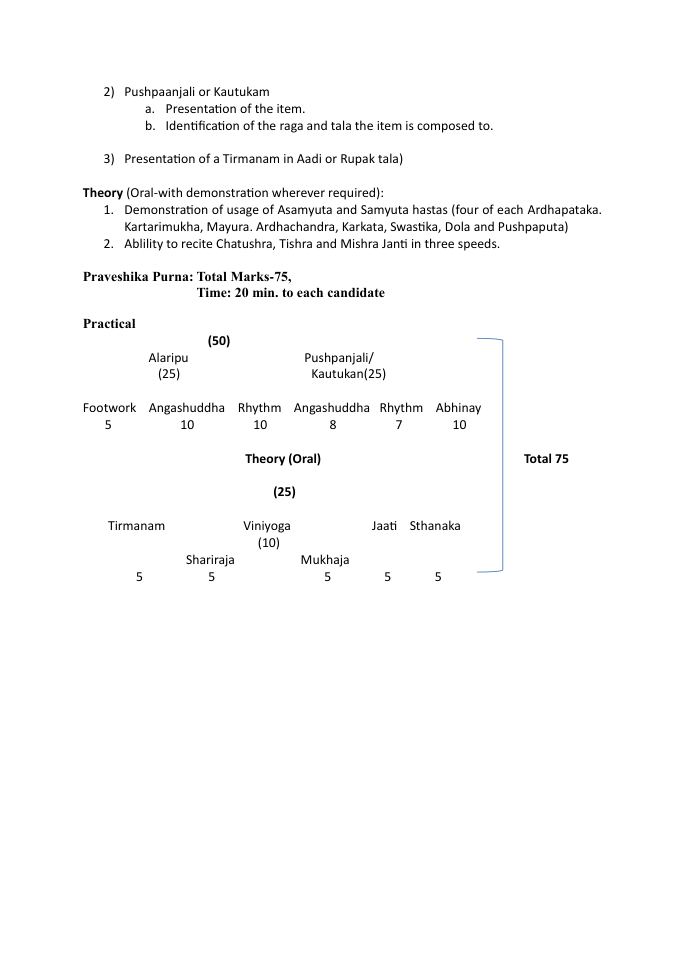 2) Pushpaanjali or Kautukam
a. Presentation of the item.
b. Identification of the raga and tala the item is composed to.
3) Presentation of a Tirmanam in Aadi or Rupak tala)
Theory (Oral-with demonstration wherever required):
1. Demonstration of usage of Asamyuta and Samyuta hastas (four of each Ardhapataka.
Kartarimukha, Mayura. Ardhachandra, Karkata, Swastika, Dola and Pushpaputa)
2. Ablility to recite Chatushra, Tishra and Mishra Janti in three speeds.
Praveshika Purna: Total Marks-75,
Time: 20 min. to each candidate
Practical
(50)
Alaripu Pushpanjali/
(25) Kautukan(25)
Footwork Angashuddha Rhythm Angashuddha Rhythm Abhinay
5 10 10 8 7 10
Theory (Oral) Total 75
(25)
Tirmanam Viniyoga Jaati Sthanaka
(10)
Shariraja Mukhaja
5 5 5 5 5